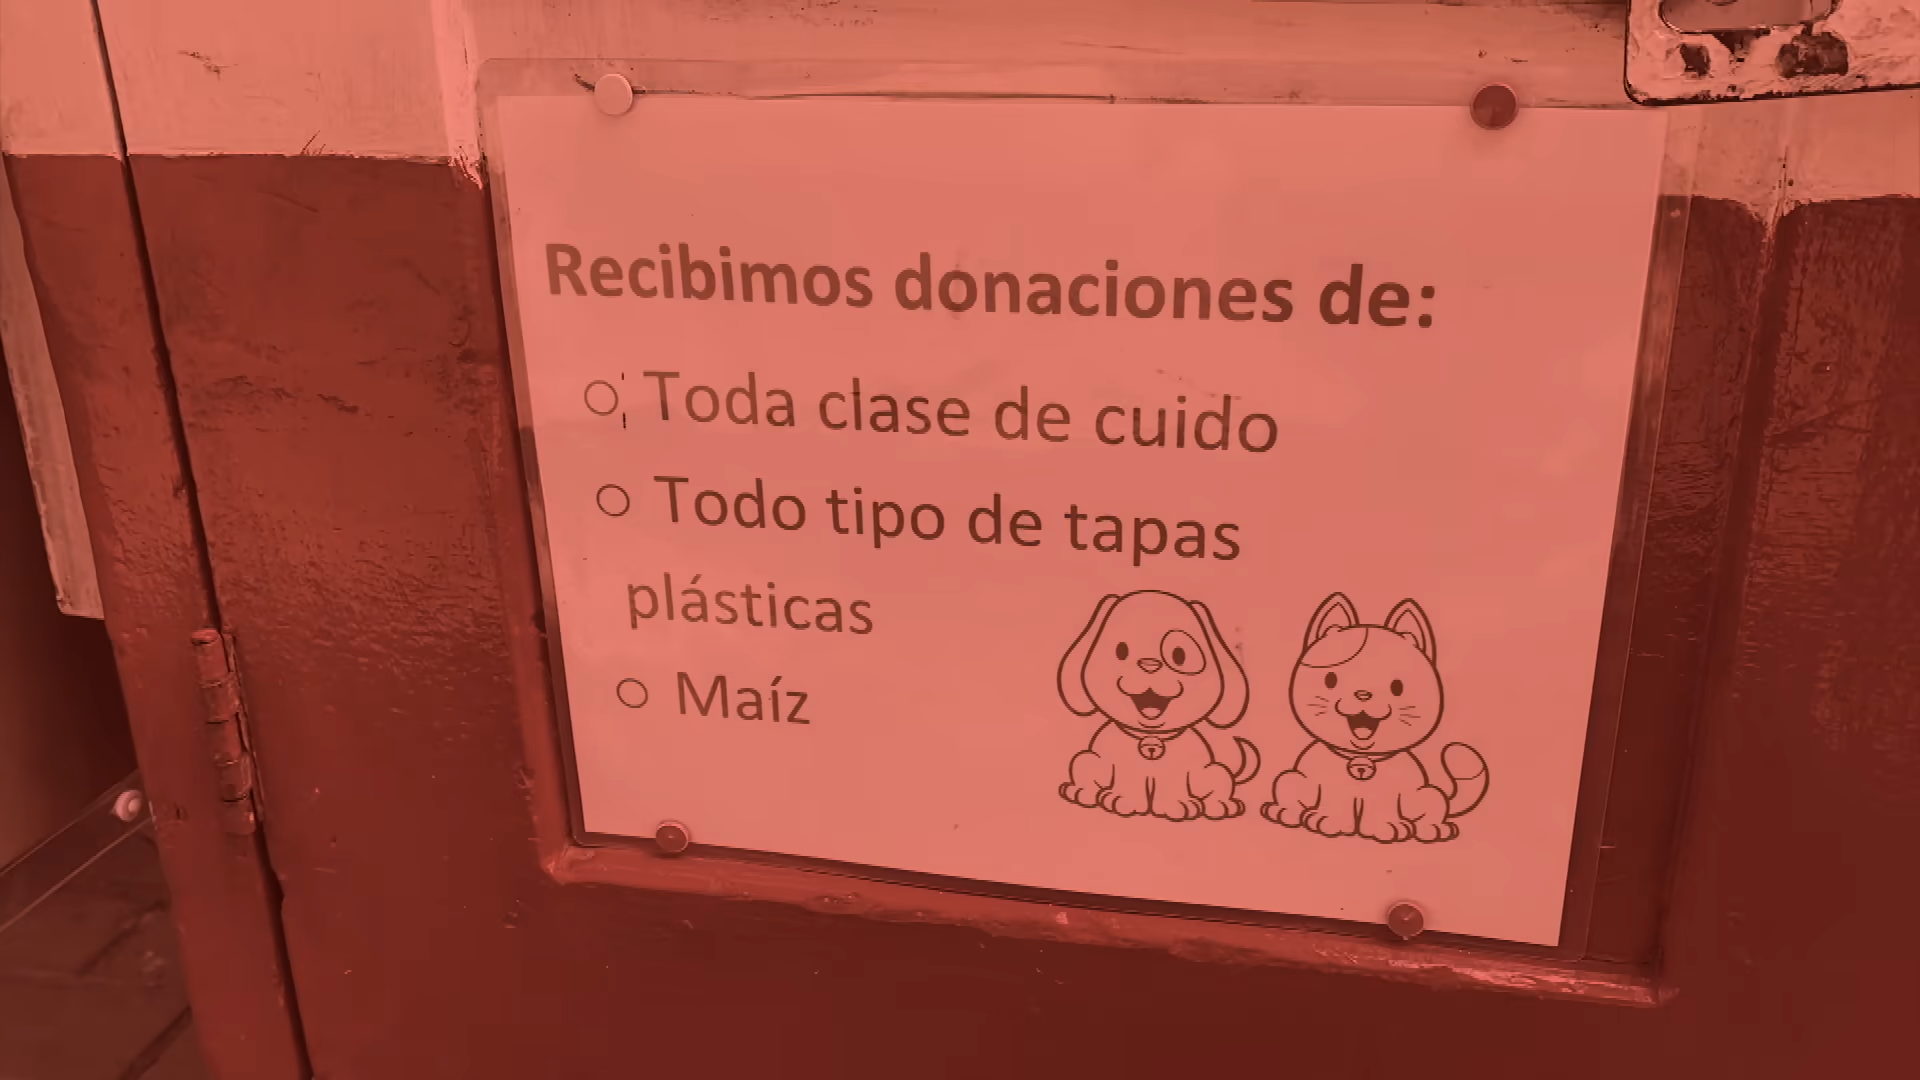 Recibimos donaciones de:
○ Toda clase de cuido
○ Todo tipo de tapas
plásticas
○ Maíz